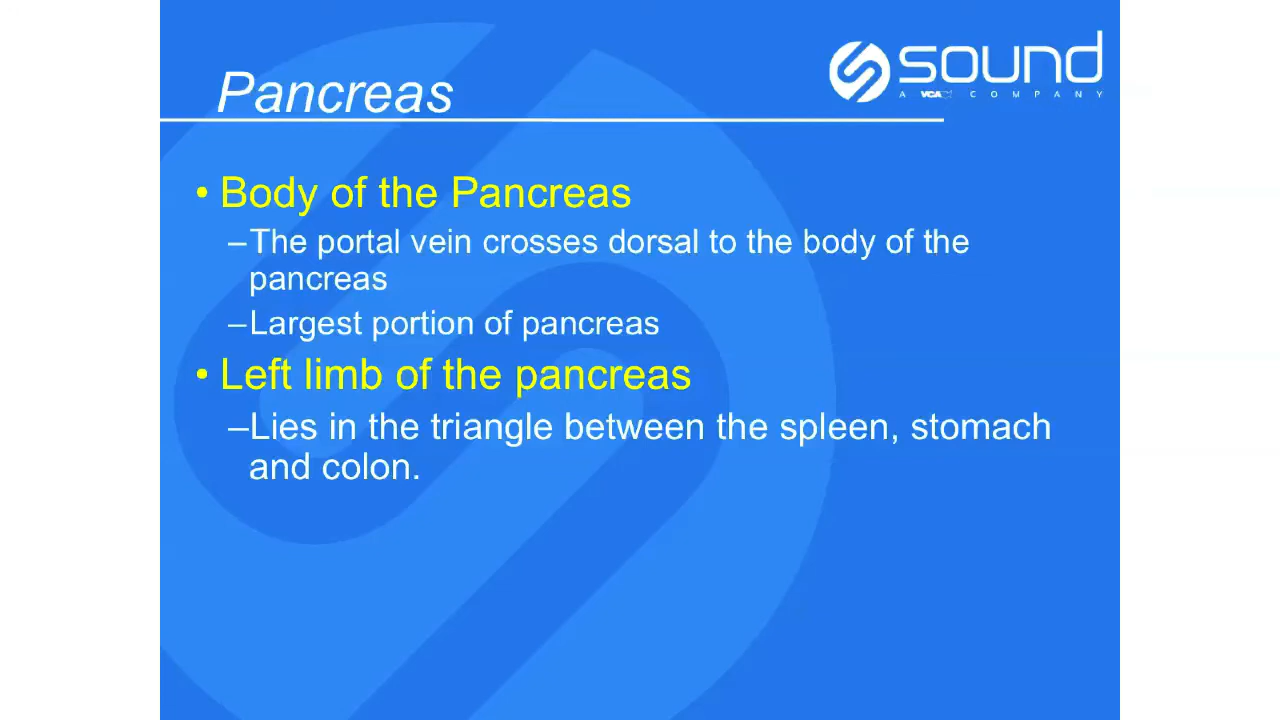 Pancreas
sound
A VCA COMPANY
• Body of the Pancreas
–The portal vein crosses dorsal to the body of the
pancreas
–Largest portion of pancreas
• Left limb of the pancreas
–Lies in the triangle between the spleen, stomach
and colon.